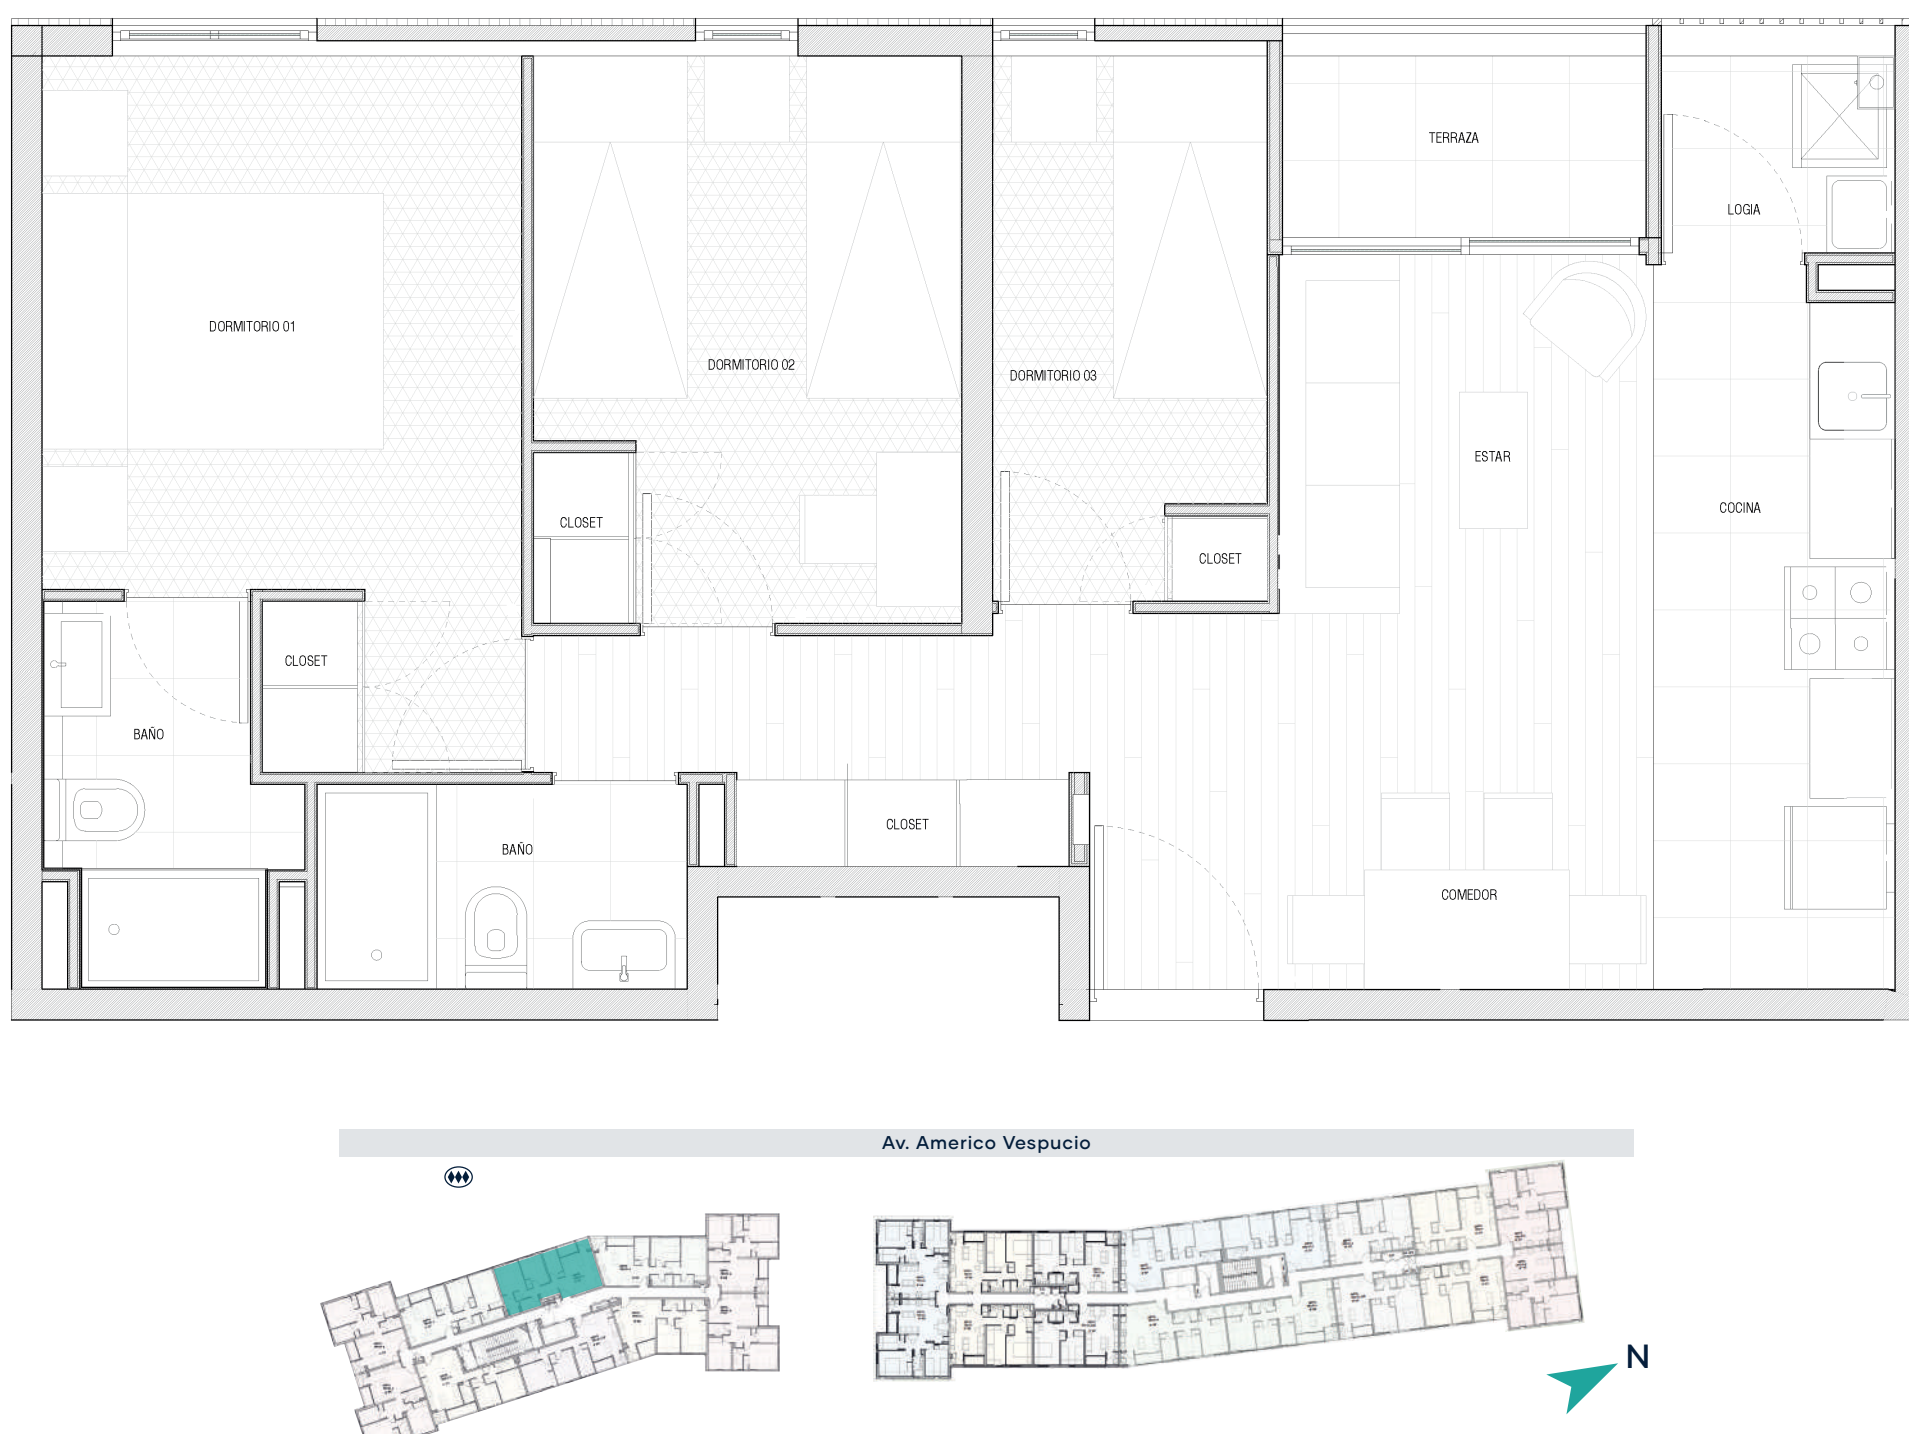 TERRAZA
LOGIA
DORMITORIO 01
DORMITORIO 02
DORMITORIO 03
ESTAR
COCINA
CLOSET
CLOSET
CLOSET
BAÑO
CLOSET
BAÑO
COMEDOR
Av. Americo Vespucio
N